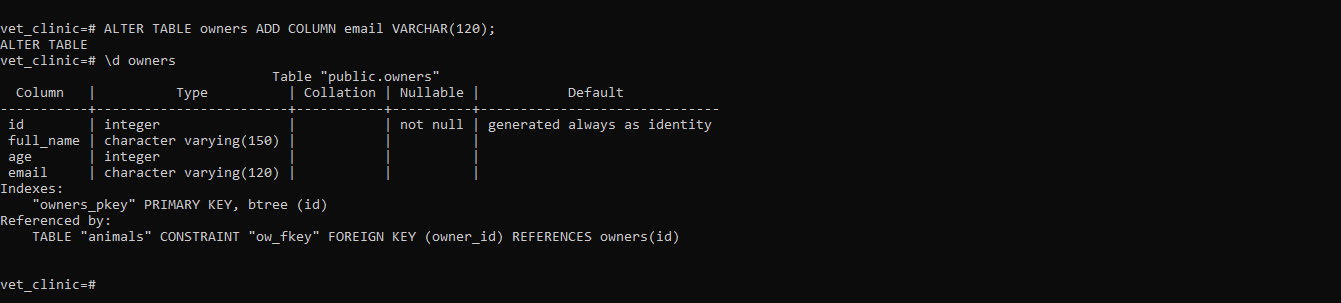 vet_clinic=# ALTER TABLE owners ADD COLUMN email VARCHAR(120);
ALTER TABLE
vet_clinic=# \d owners
                                  Table "public.owners"
  Column   |          Type          | Collation | Nullable |           Default
-----------+------------------------+-----------+----------+------------------------------
 id        | integer                |           | not null | generated always as identity
 full_name | character varying(150) |           |          |
 age       | integer                |           |          |
 email     | character varying(120) |           |          |
Indexes:
    "owners_pkey" PRIMARY KEY, btree (id)
Referenced by:
    TABLE "animals" CONSTRAINT "ow_fkey" FOREIGN KEY (owner_id) REFERENCES owners(id)
vet_clinic=#